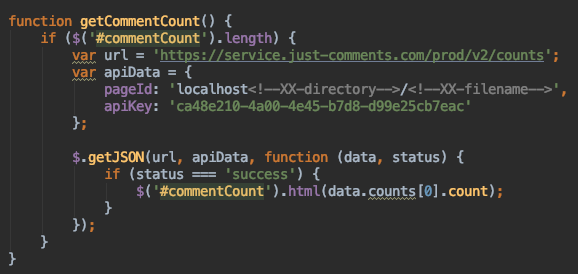 function getCommentCount() {
    if ($('#commentCount').length) {
        var url = 'https://service.just-comments.com/prod/v2/counts';
        var apiData = {
            pageId: 'localhost<!--XX-directory-->/<!--XX-filename-->',
            apiKey: 'ca48e210-4a00-4e45-b7d8-d99e25cb7eac'
        };

        $.getJSON(url, apiData, function (data, status) {
            if (status === 'success') {
                $('#commentCount').html(data.counts[0].count);
            }
        });
    }
}